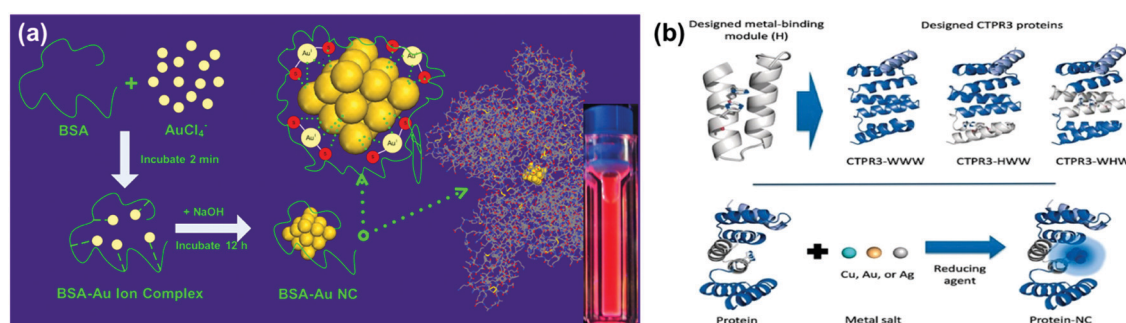 (a)
BSA
+
AuCl4-
Incubate 2 min
+ NaOH
Incubate 12 h
BSA-Au Ion Complex
BSA-Au NC
Au+
Au+
Au+
Au+
(b)
Designed metal-binding
module (H)
Designed CTPR3 proteins
CTPR3-WWW
CTPR3-HWW
CTPR3-WHW
Cu, Au, or Ag
Reducing
agent
Protein
Metal salt
Protein-NC